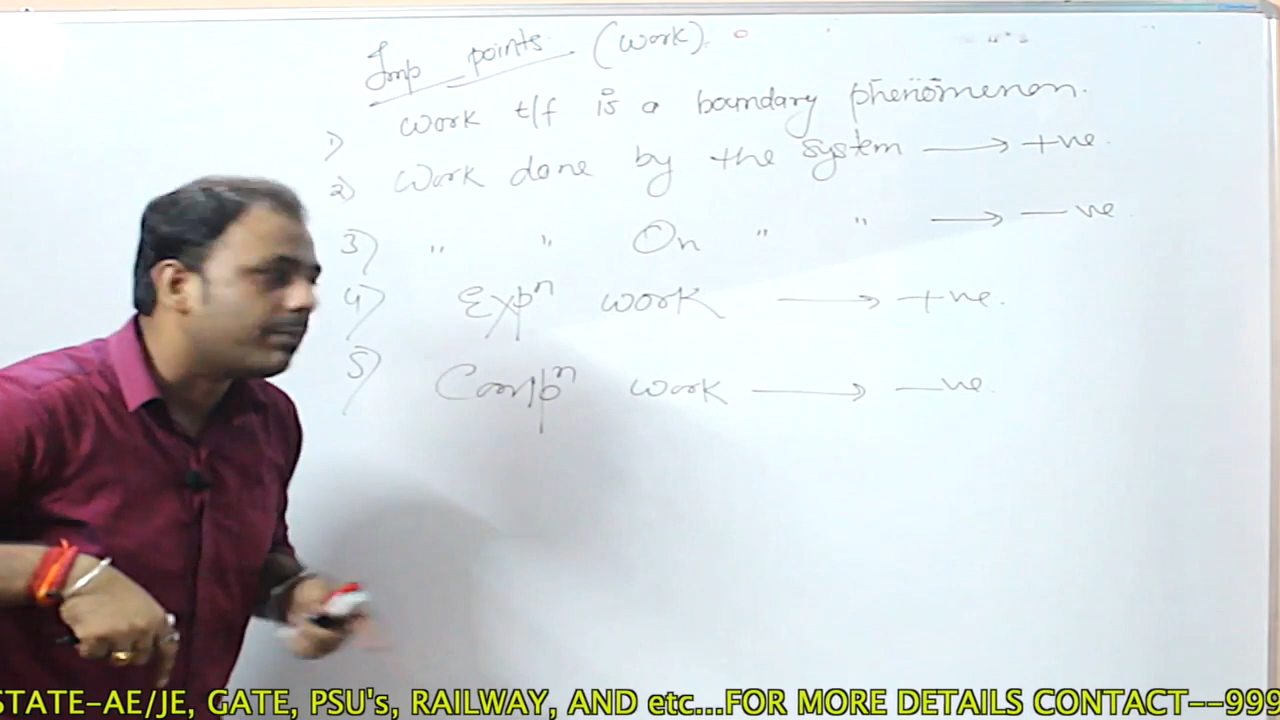 Imp points (Work).
1) Work t/f is a boundary phenomenon.
2) Work done by the system → +ve.
3) " " On " " → -ve
4) Expⁿ work → +ve.
5) Compⁿ work → -ve.
STATE-AE/JE, GATE, PSU's, RAILWAY, AND etc...FOR MORE DETAILS CONTACT--999